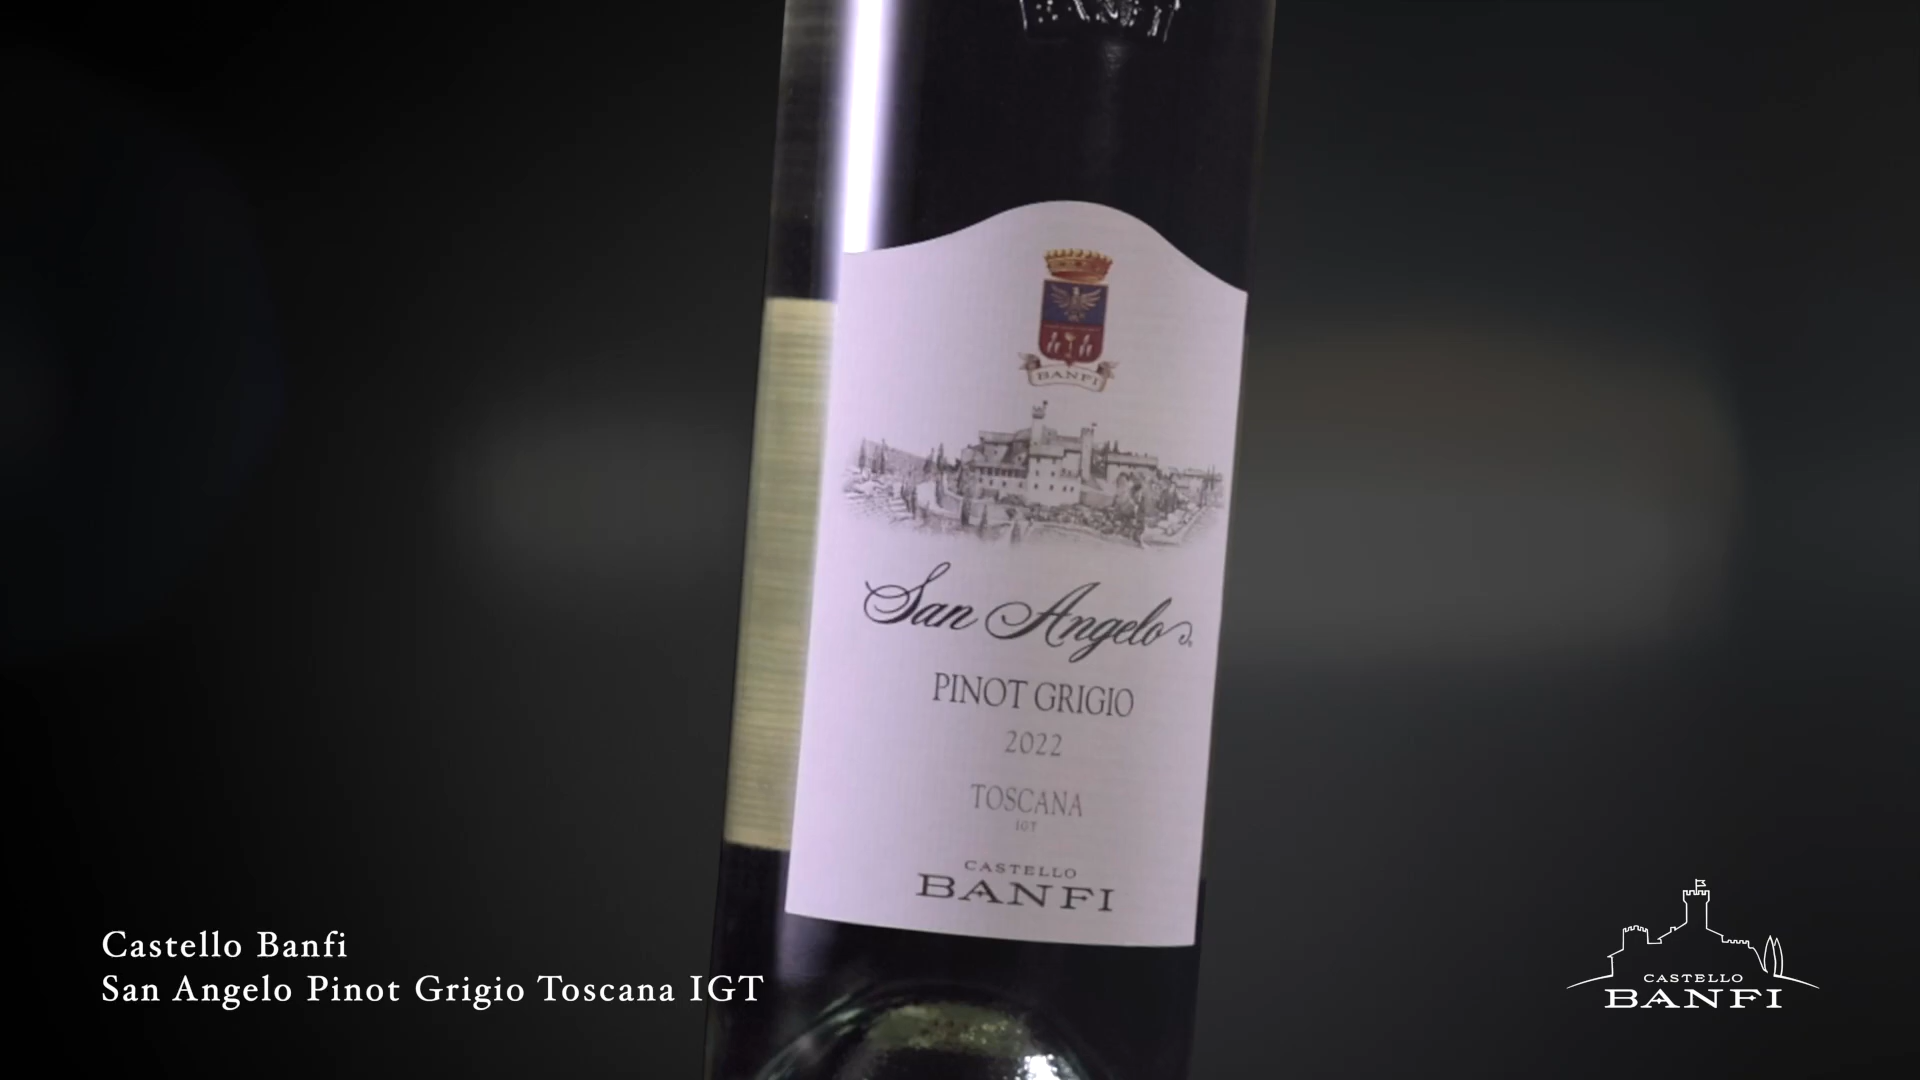 BANFI
San Angelo
PINOT GRIGIO
2022
TOSCANA
IGT
CASTELLO
BANFI
Castello Banfi
San Angelo Pinot Grigio Toscana IGT
CASTELLO
BANFI